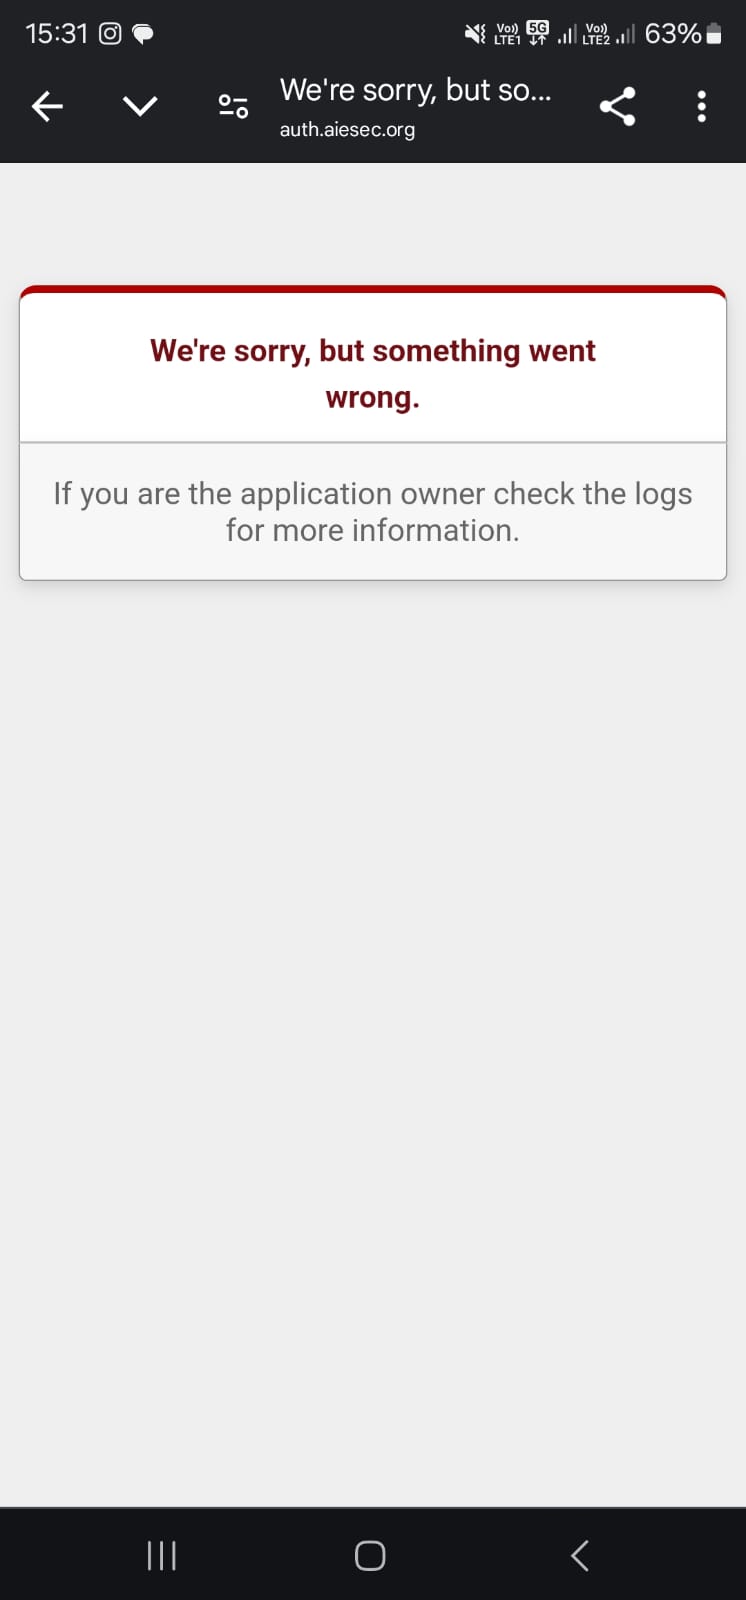 15:31
Vo)) LTE1 5G Vo)) LTE2 63%
We're sorry, but so...
auth.aiesec.org
We're sorry, but something went
wrong.
If you are the application owner check the logs
for more information.